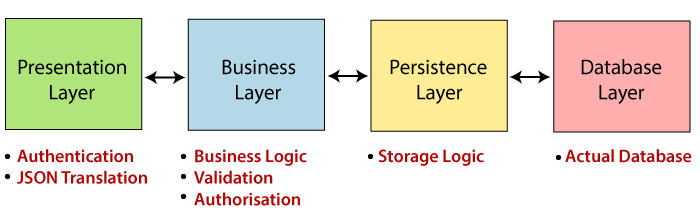 Presentation
Layer
Business
Layer
Persistence
Layer
Database
Layer
• Authentication
• JSON Translation
• Business Logic
• Validation
• Authorisation
• Storage Logic
• Actual Database